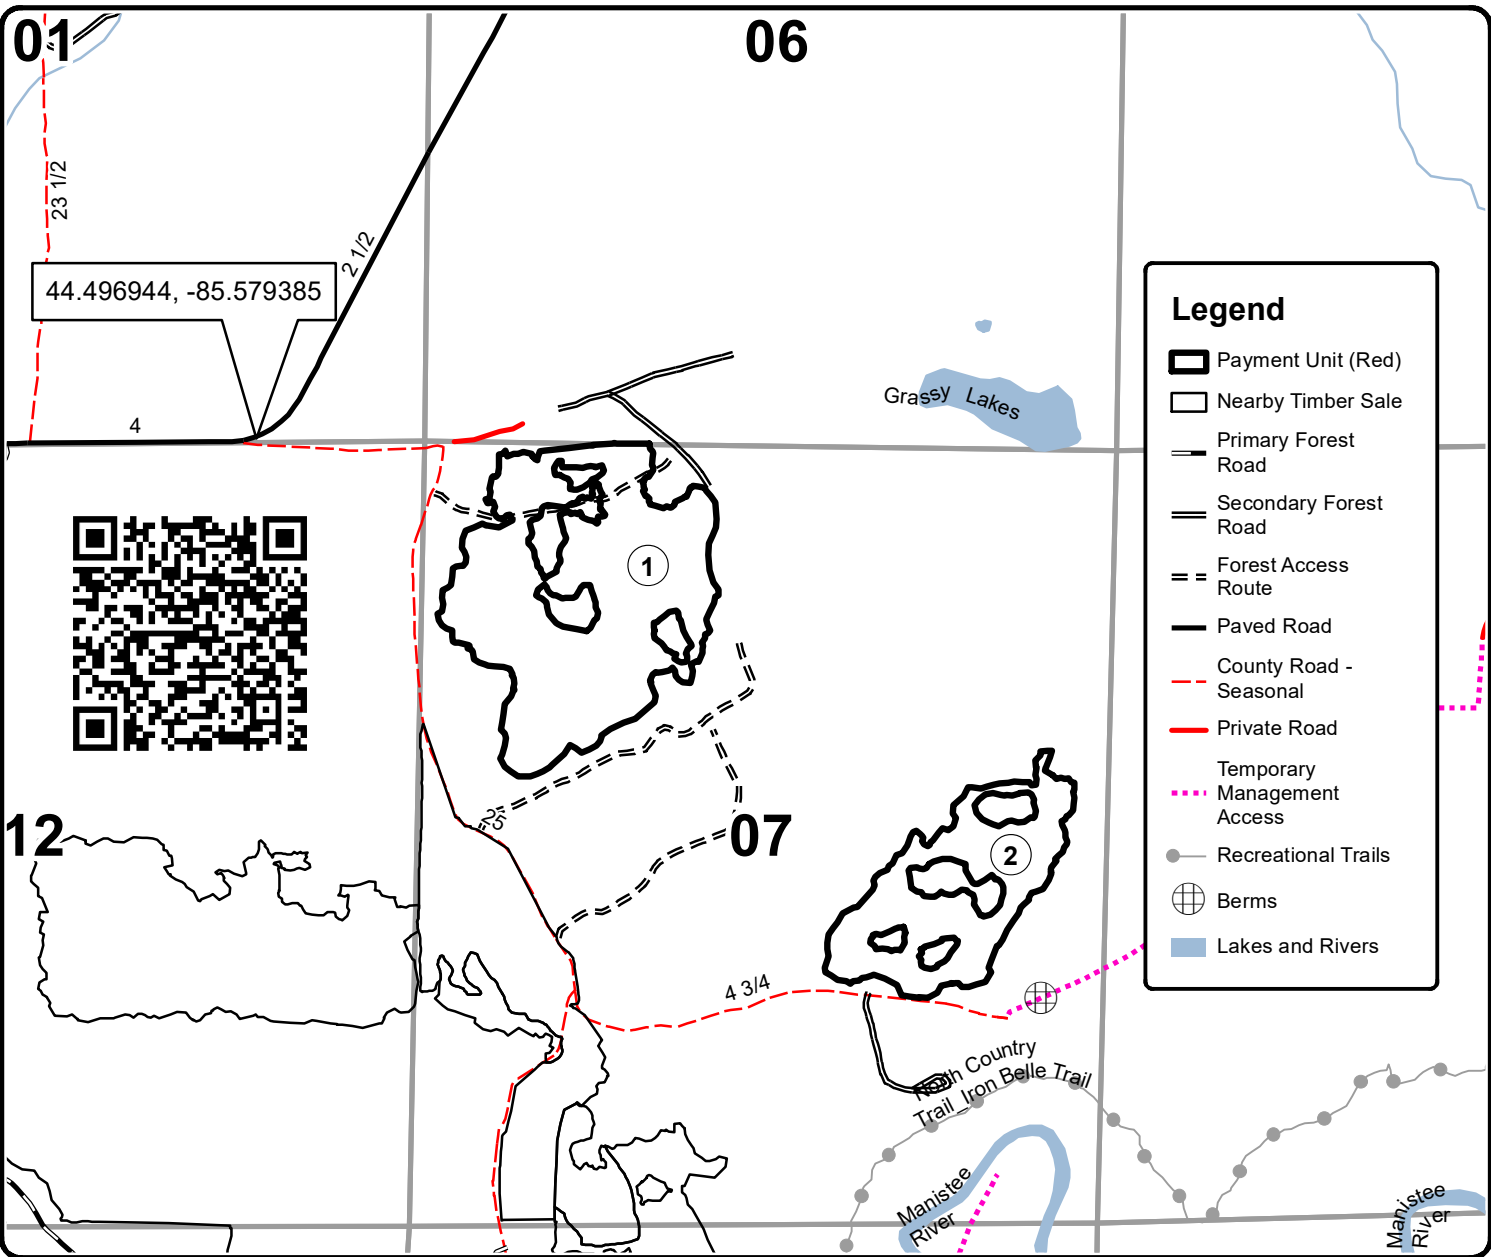 01
06
23 1/2
2 1/2
44.496944, -85.579385
4
Grassy Lakes
1
25
12
07
2
4 3/4
North Country
Trail_Iron Belle Trail
Manistee
River
Manistee
River
Legend
Payment Unit (Red)
Nearby Timber Sale
Primary Forest
Road
Secondary Forest
Road
Forest Access
Route
Paved Road
County Road -
Seasonal
Private Road
Temporary
Management
Access
Recreational Trails
Berms
Lakes and Rivers